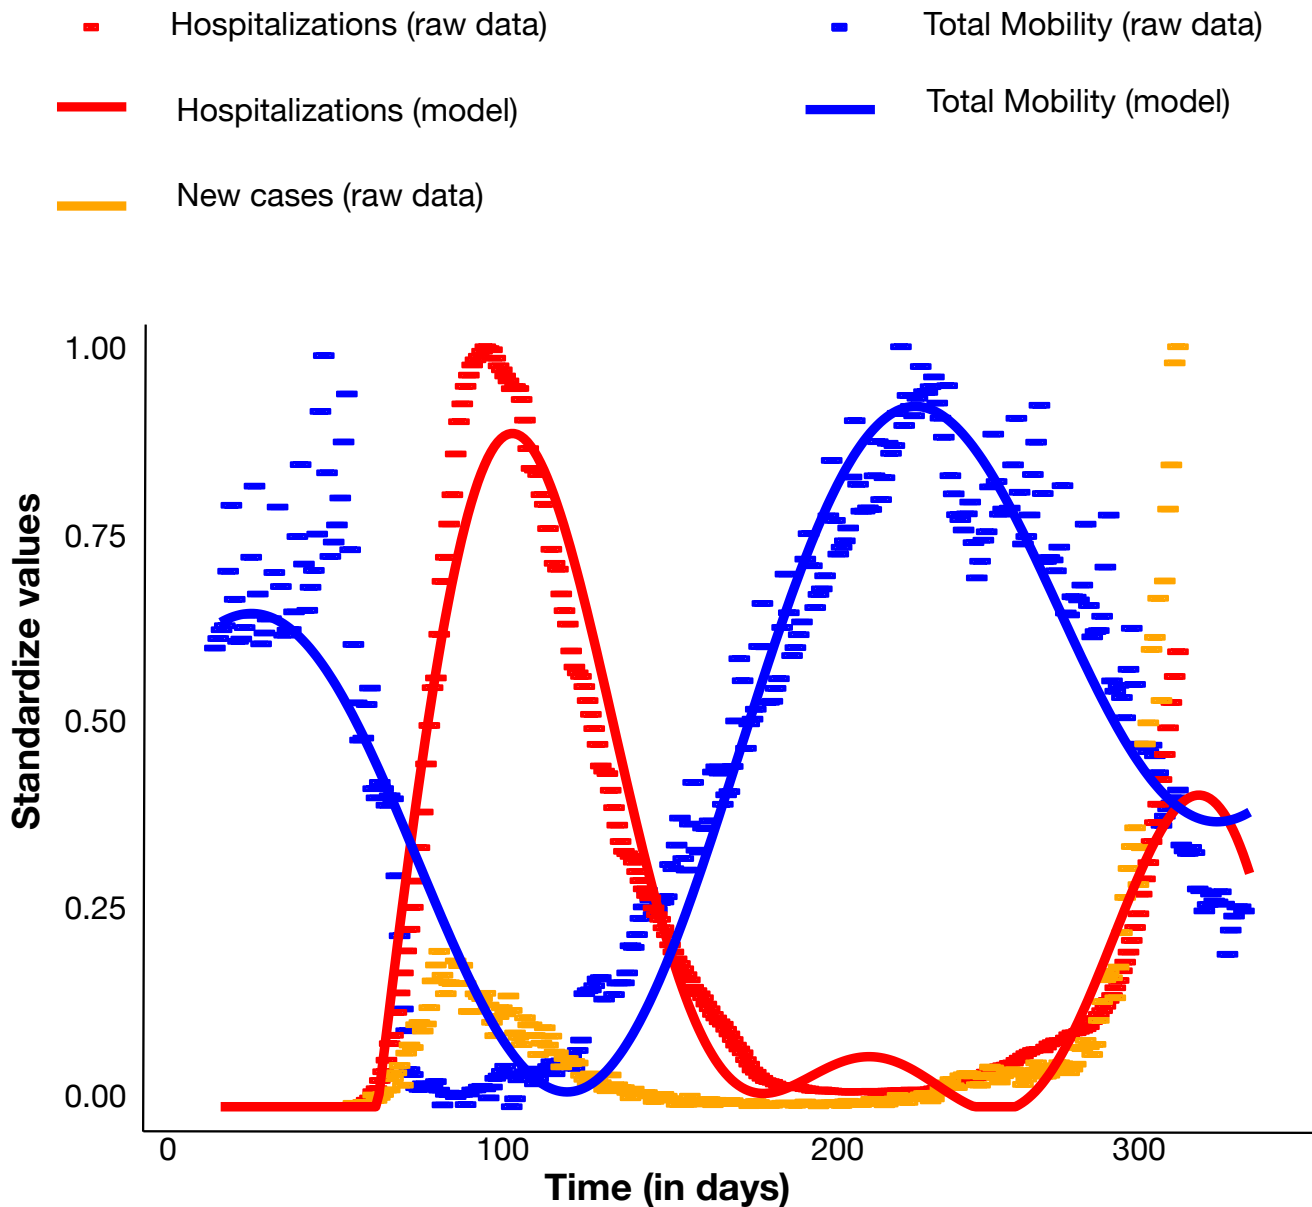 Hospitalizations (raw data)
Total Mobility (raw data)
Hospitalizations (model)
Total Mobility (model)
New cases (raw data)
Standardize values
1.00
0.75
0.50
0.25
0.00
0
100
200
300
Time (in days)